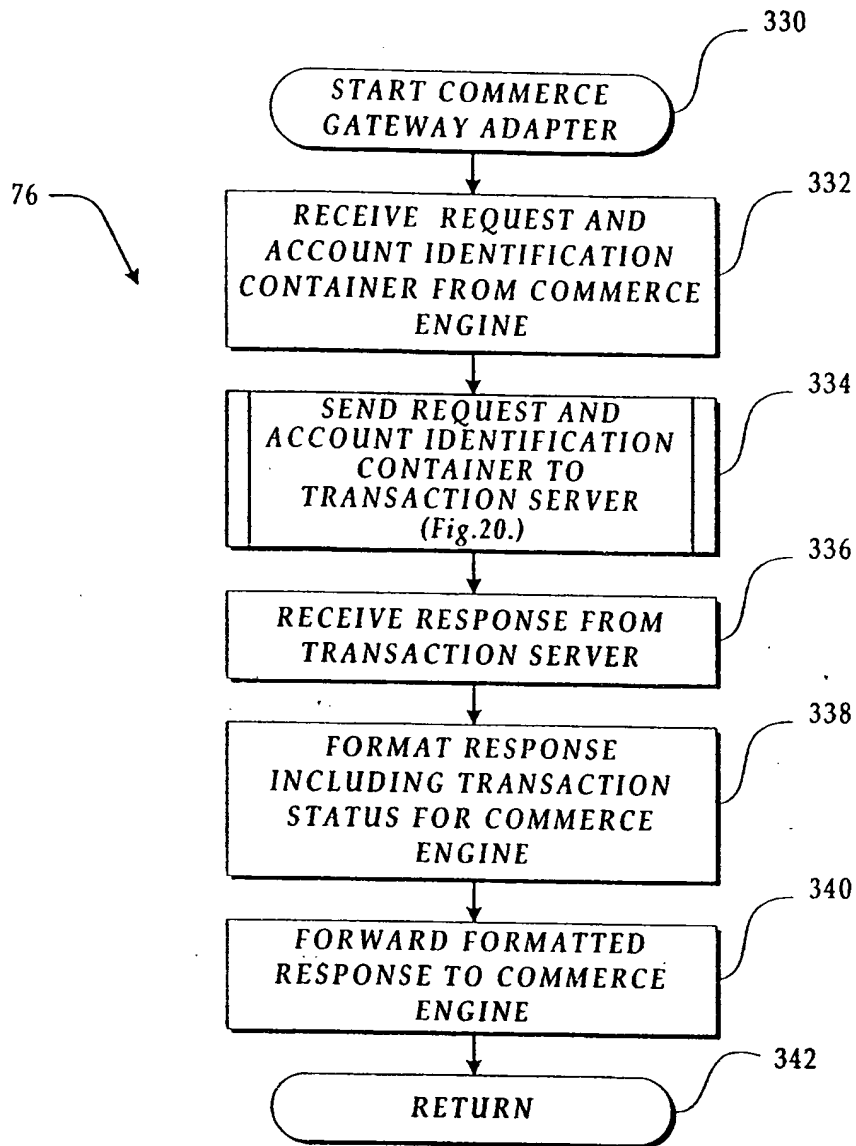 330
START COMMERCE
GATEWAY ADAPTER
76
332
RECEIVE REQUEST AND
ACCOUNT IDENTIFICATION
CONTAINER FROM COMMERCE
ENGINE
334
SEND REQUEST AND
ACCOUNT IDENTIFICATION
CONTAINER TO
TRANSACTION SERVER
(Fig.20.)
336
RECEIVE RESPONSE FROM
TRANSACTION SERVER
338
FORMAT RESPONSE
INCLUDING TRANSACTION
STATUS FOR COMMERCE
ENGINE
340
FORWARD FORMATTED
RESPONSE TO COMMERCE
ENGINE
342
RETURN